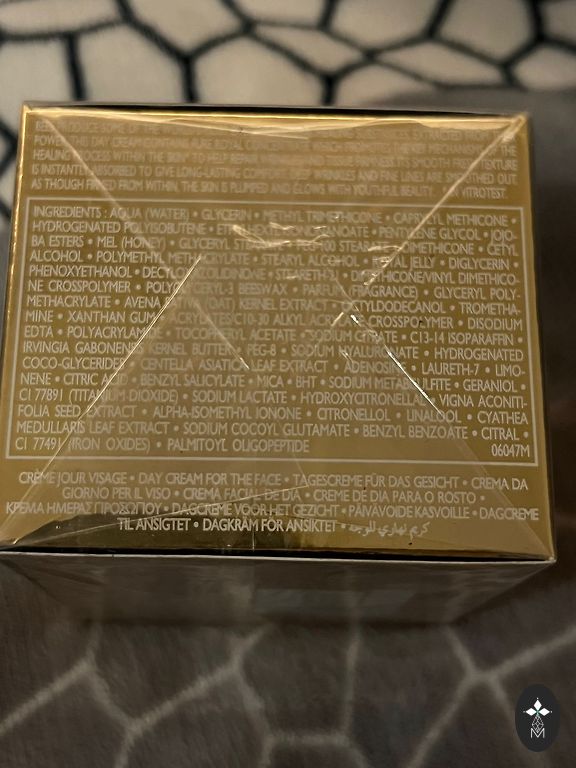 REPRODUCE SOME OF THE
POWER, THIS DAY CREAM CONTAINS PURE ROYAL CONCENTRATE WHICH PROMOTES THE KEY MECHANISMS OF THE
HEALING PROCESS WITHIN THE SKIN* TO HELP REPAIR WRINKLES AND TISSUE FIRMNESS. ITS SMOOTH FRESH TEXTURE
IS INSTANTLY ABSORBED TO GIVE LONG-LASTING COMFORT. DEEP WRINKLES AND FINE LINES ARE SMOOTHED OUT.
AS THOUGH FIRMED FROM WITHIN, THE SKIN IS PLUMPED AND GLOWS WITH YOUTHFUL BEAUTY. VITRO TEST.
INGREDIENTS : AQUA (WATER) • GLYCERIN • METHYL TRIMETHICONE • CAPRYLYL METHICONE •
HYDROGENATED POLYISOBUTENE • • PENTYLENE GLYCOL • JOJO-
BA ESTERS • MEL (HONEY) • GLYCERYL STEARATE • PEG-100 STEARATE • DIMETHICONE • CETYL
ALCOHOL • POLYMETHYL METHACRYLATE • STEARYL ALCOHOL • ROYAL JELLY • DIGLYCERIN •
PHENOXYETHANOL • • STEARETH-21 • DIMETHICONE/VINYL DIMETHICO-
NE CROSSPOLYMER • POLYGLYCERYL-3 BEESWAX • PARFUM (FRAGRANCE) • GLYCERYL POLY-
METHACRYLATE • AVENA SATIVA (OAT) KERNEL EXTRACT • OCTYLDODECANOL • TROMETHA-
MINE • XANTHAN GUM • ACRYLATES/C10-30 ALKYL ACRYLATE CROSSPOLYMER • DISODIUM
EDTA • POLYACRYLAMIDE • TOCOPHERYL ACETATE • SODIUM CITRATE • C13-14 ISOPARAFFIN •
IRVINGIA GABONENSIS KERNEL BUTTER • PEG-8 • SODIUM HYALURONATE • HYDROGENATED
COCO-GLYCERIDES • CENTELLA ASIATICA LEAF EXTRACT • ADENOSINE • LAURETH-7 • LIMO-
NENE • CITRIC ACID • BENZYL SALICYLATE • MICA • BHT • SODIUM METABISULFITE • GERANIOL •
CI 77891 (TITANIUM DIOXIDE) • SODIUM LACTATE • HYDROXYCITRONELLAL • VIGNA ACONITI-
FOLIA SEED EXTRACT • ALPHA-ISOMETHYL IONONE • CITRONELLOL • LINALOOL • CYATHEA
MEDULLARIS LEAF EXTRACT • SODIUM COCOYL GLUTAMATE • BENZYL BENZOATE • CITRAL •
CI 77491 (IRON OXIDES) • PALMITOYL OLIGOPEPTIDE 06047M
CRÈME JOUR VISAGE • DAY CREAM FOR THE FACE • TAGESCREME FÜR DAS GESICHT • CREMA DA
GIORNO PER IL VISO • CREMA FACIAL DE DÍA • CREME DE DIA PARA O ROSTO •
ΚΡΕΜΑ ΗΜΕΡΑΣ ΠΡΟΣΩΠΟΥ • DAGCREME VOOR HET GEZICHT • PÄIVÄVOIDE KASVOILLE • DAGCREME
TIL ANSIGTET • DAGKRÄM FÖR ANSIKTET • كريم نهاري للوجه
M